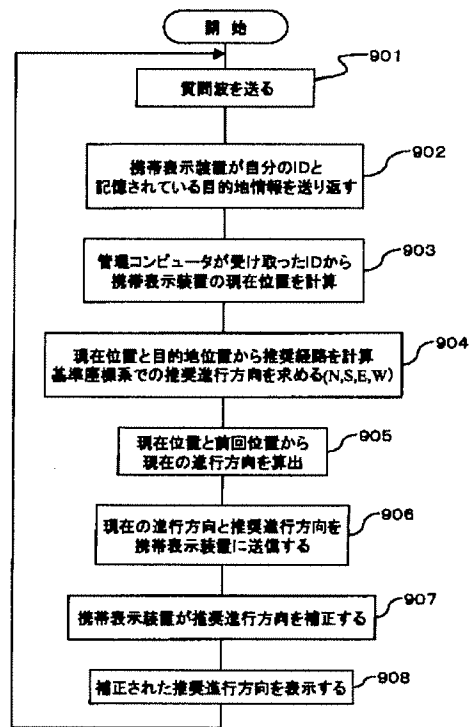 開始
901
質問波を送る
902
携帯表示装置が自分のIDと
記憶されている目的地情報を送り返す
903
管理コンピュータが受け取ったIDから
携帯表示装置の現在位置を計算
904
現在位置と目的地位置から推奨経路を計算
基準座標系での推奨進行方向を求める(N,S,E,W)
905
現在位置と前回位置から
現在の進行方向を算出
906
現在の進行方向と推奨進行方向を
携帯表示装置に送信する
907
携帯表示装置が推奨進行方向を補正する
908
補正された推奨進行方向を表示する